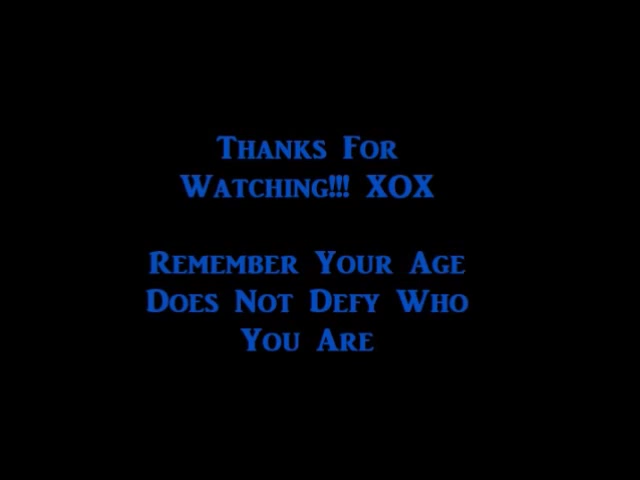 Thanks For
Watching!!! XOX
Remember Your Age
Does Not Defy Who
You Are